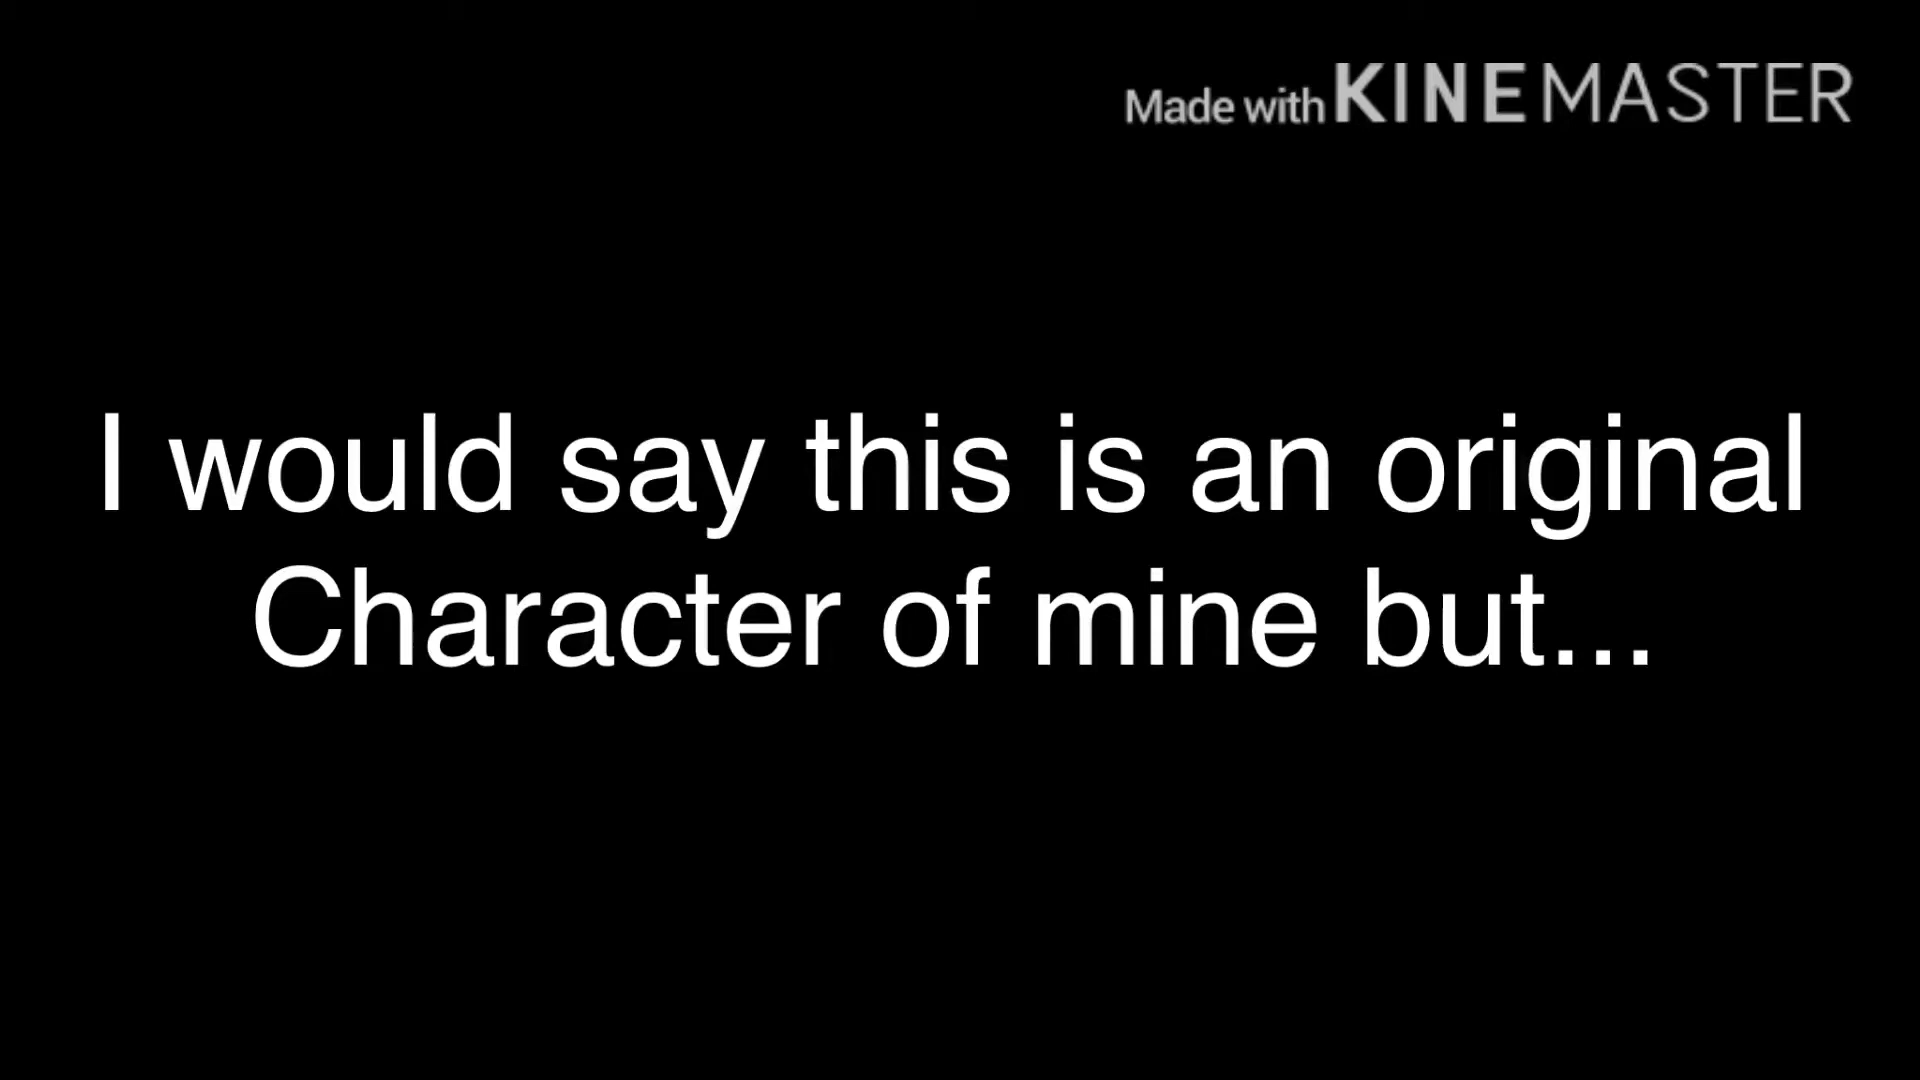 Made with KINEMASTER
I would say this is an original
Character of mine but...